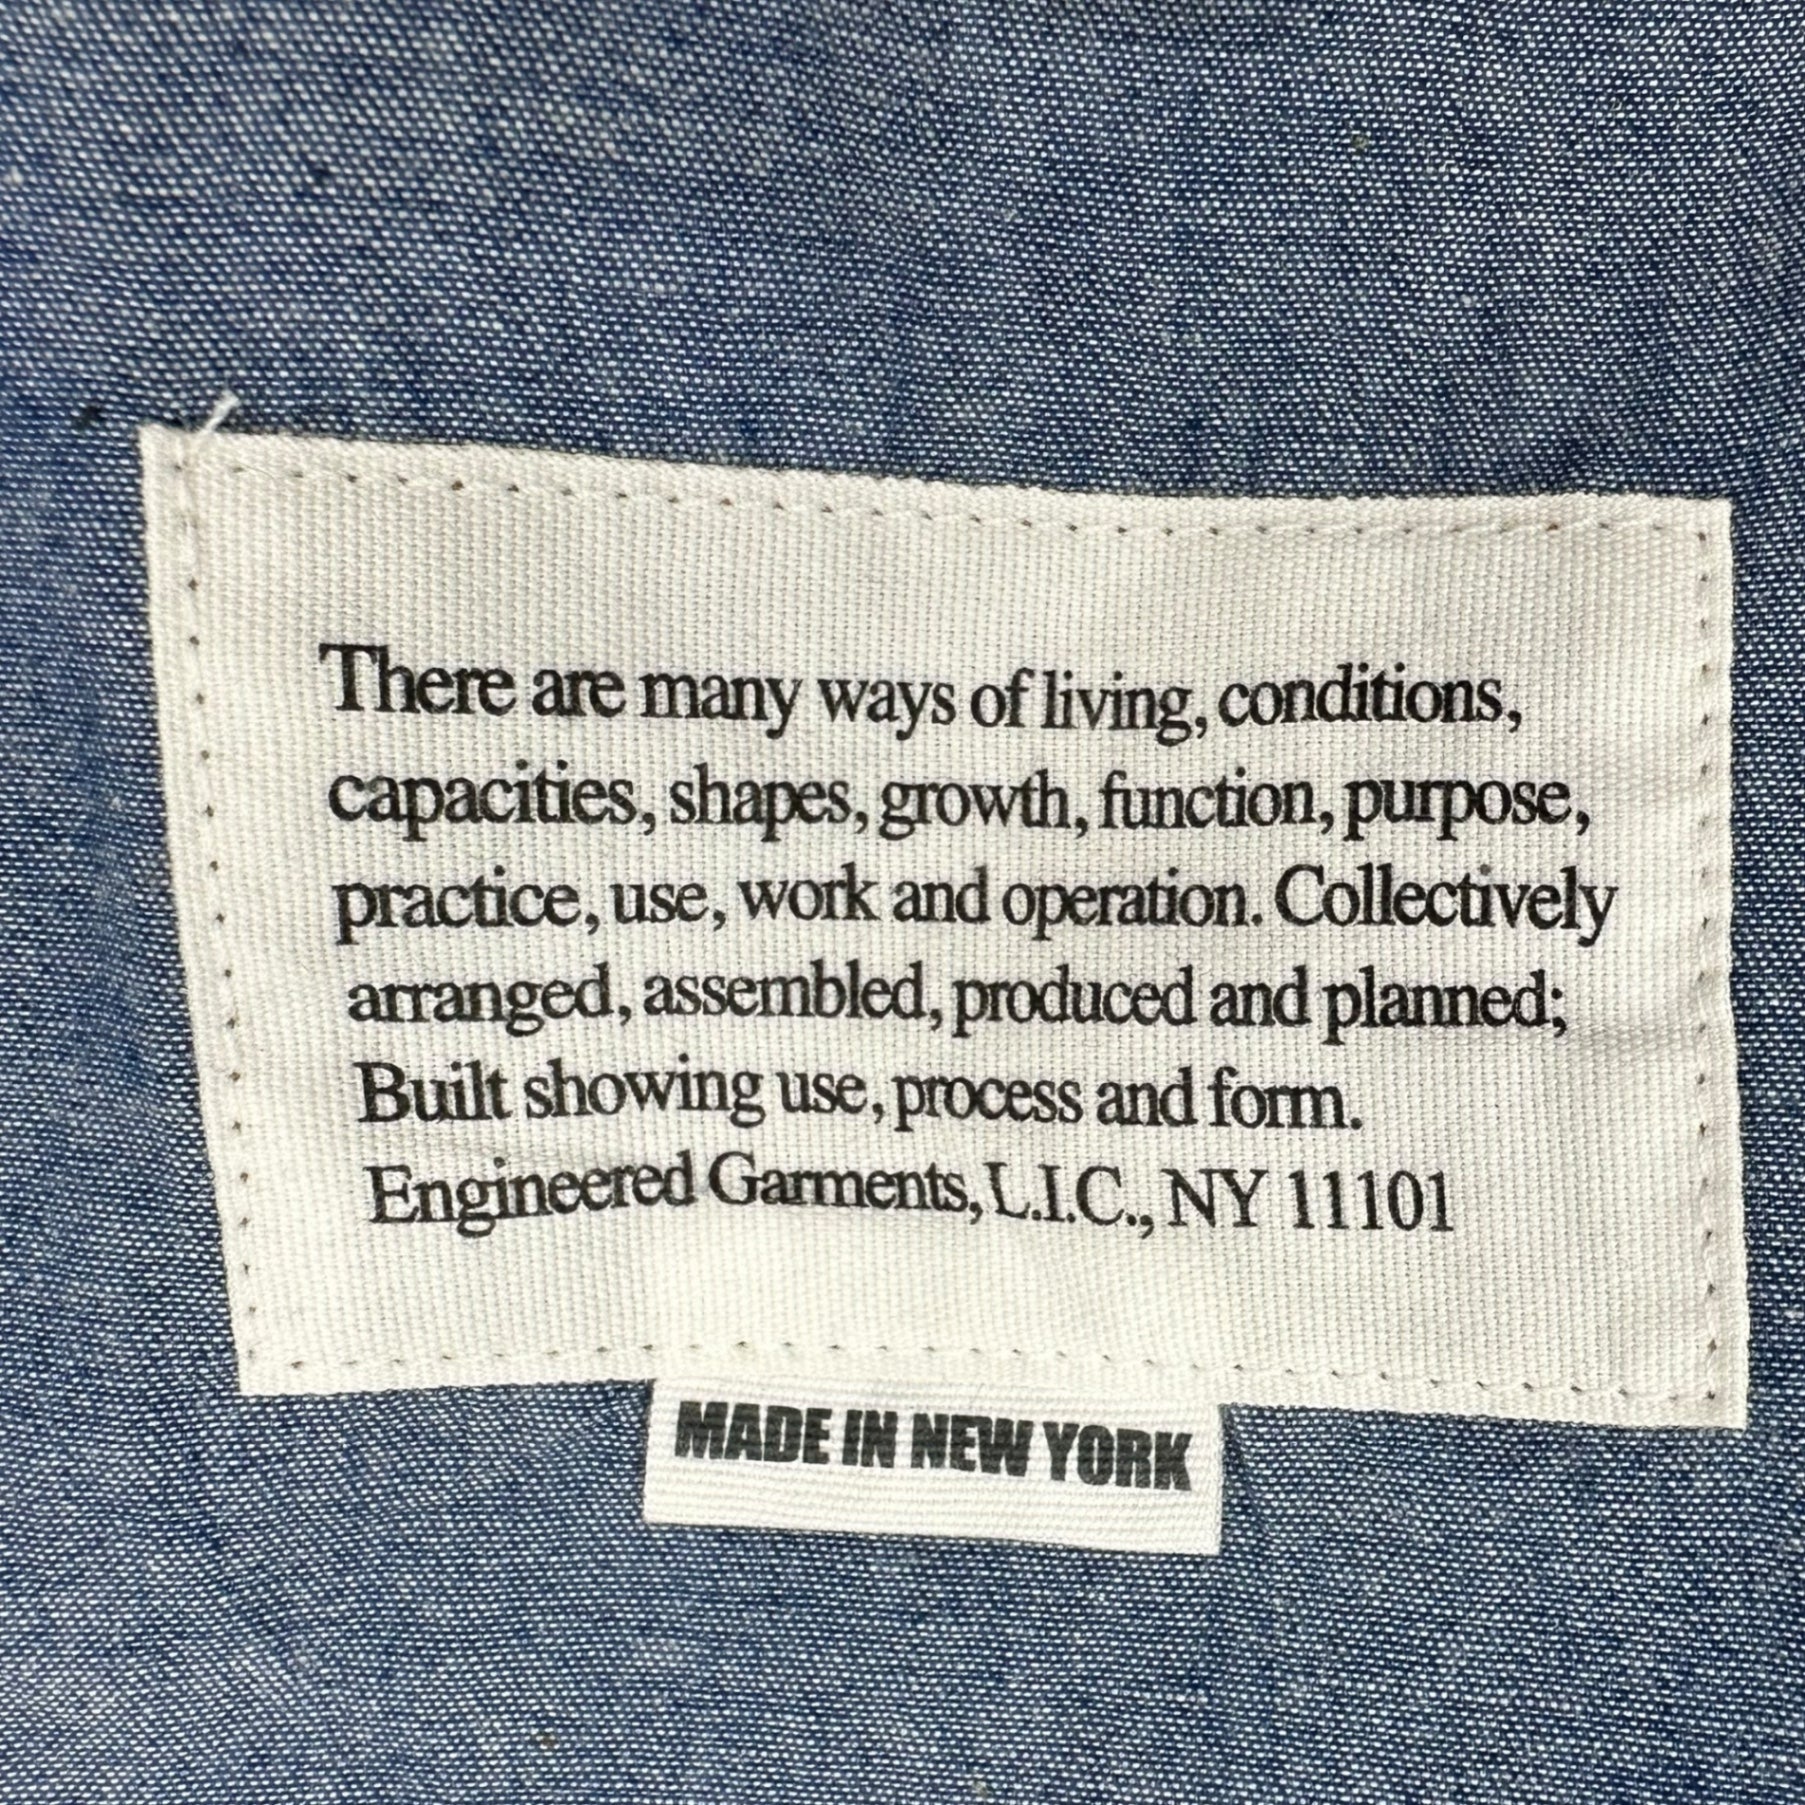 There are many ways of living, conditions,
capacities, shapes, growth, function, purpose,
practice, use, work and operation. Collectively
arranged, assembled, produced and planned;
Built showing use, process and form.
Engineered Garments, L.I.C., NY 11101
MADE IN NEW YORK